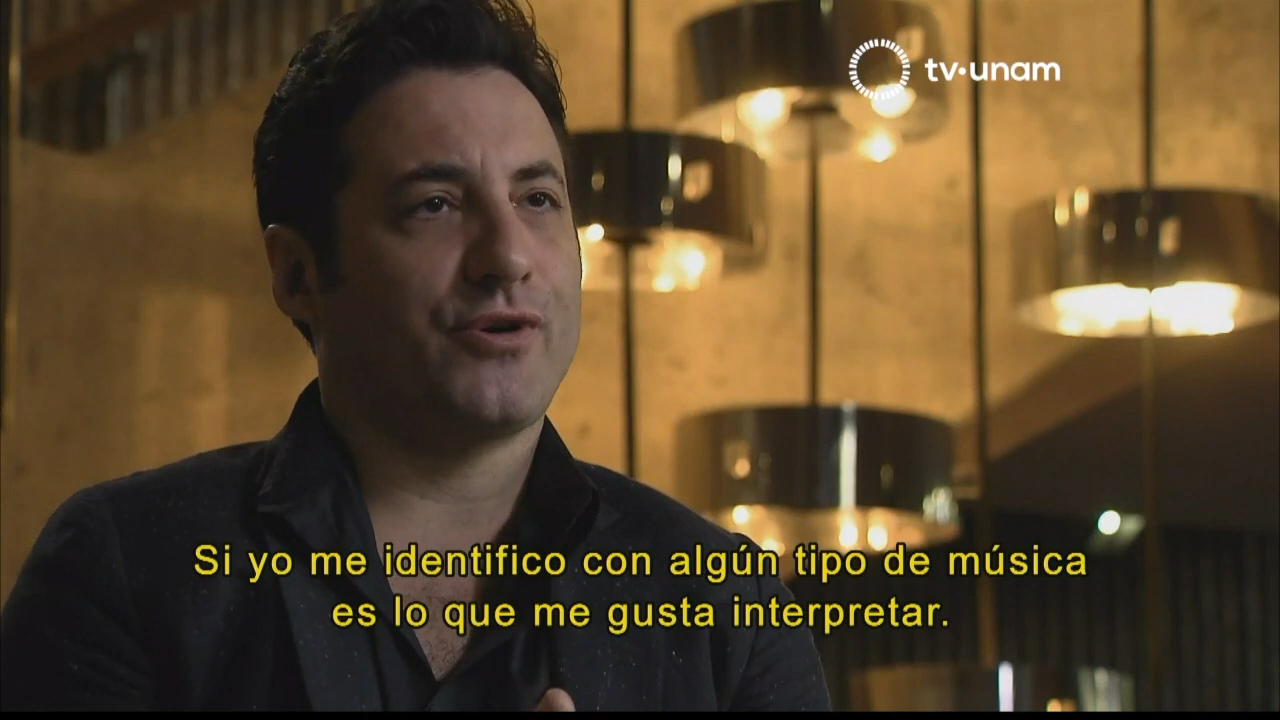 tv·unam
Si yo me identifico con algún tipo de música
es lo que me gusta interpretar.